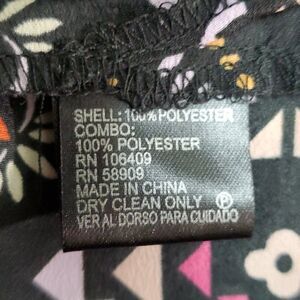 SHELL: 100% POLYESTER
COMBO:
100% POLYESTER
RN 106409
RN 58909
MADE IN CHINA
DRY CLEAN ONLY Ⓟ
VER AL DORSO PARA CUIDADO